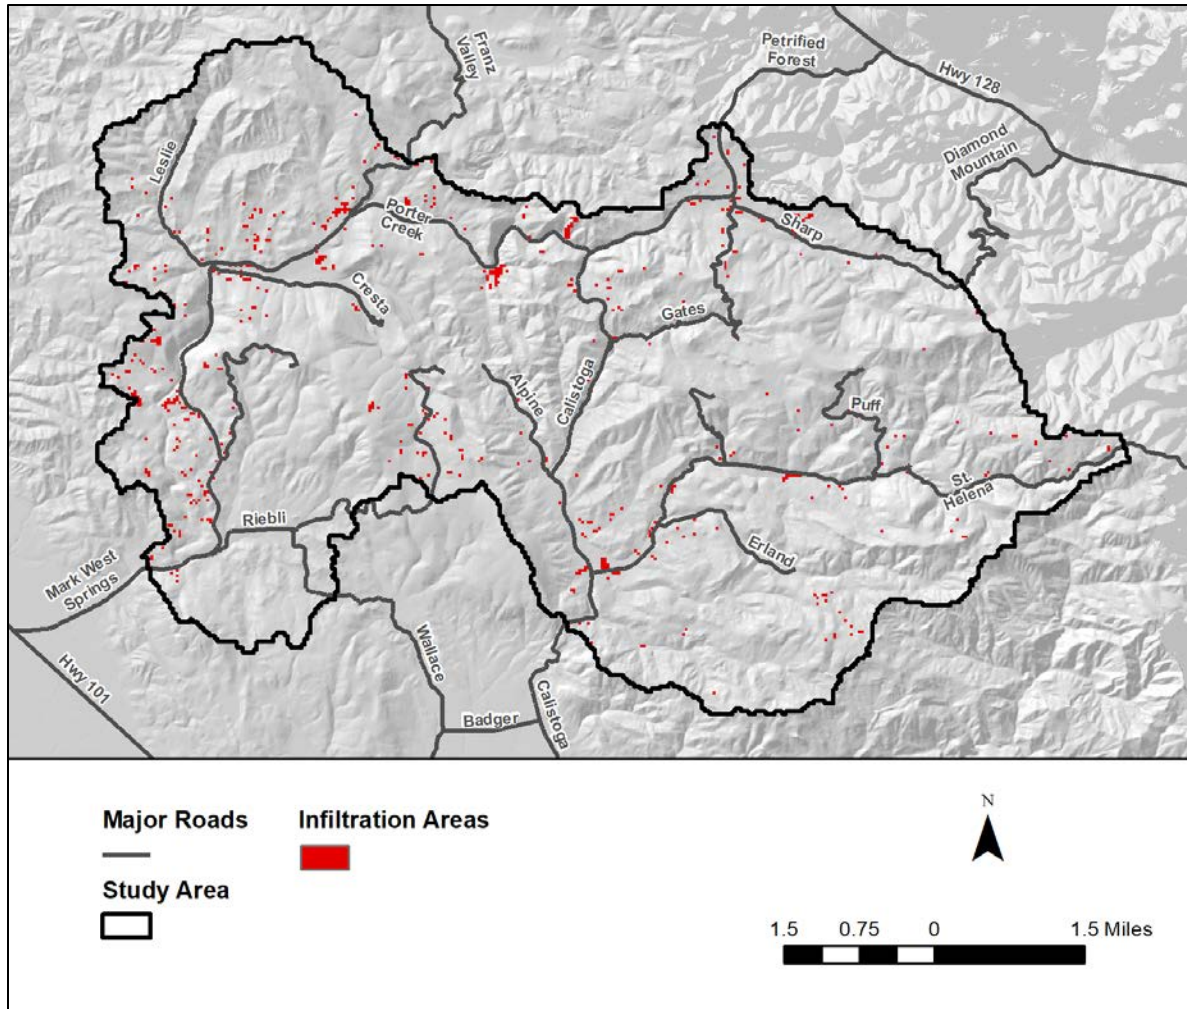 Franz
Valley
Petrified
Forest
Hwy 128
Diamond
Mountain
Leslie
Porter
Creek
Sharp
Cresta
Gates
Alpine
Calistoga
Puff
St.
Helena
Riebli
Erland
Mark West
Springs
Wallace
Hwy 101
Badger
Calistoga
Major Roads
Infiltration Areas
Study Area
N
1.5 0.75 0 1.5 Miles